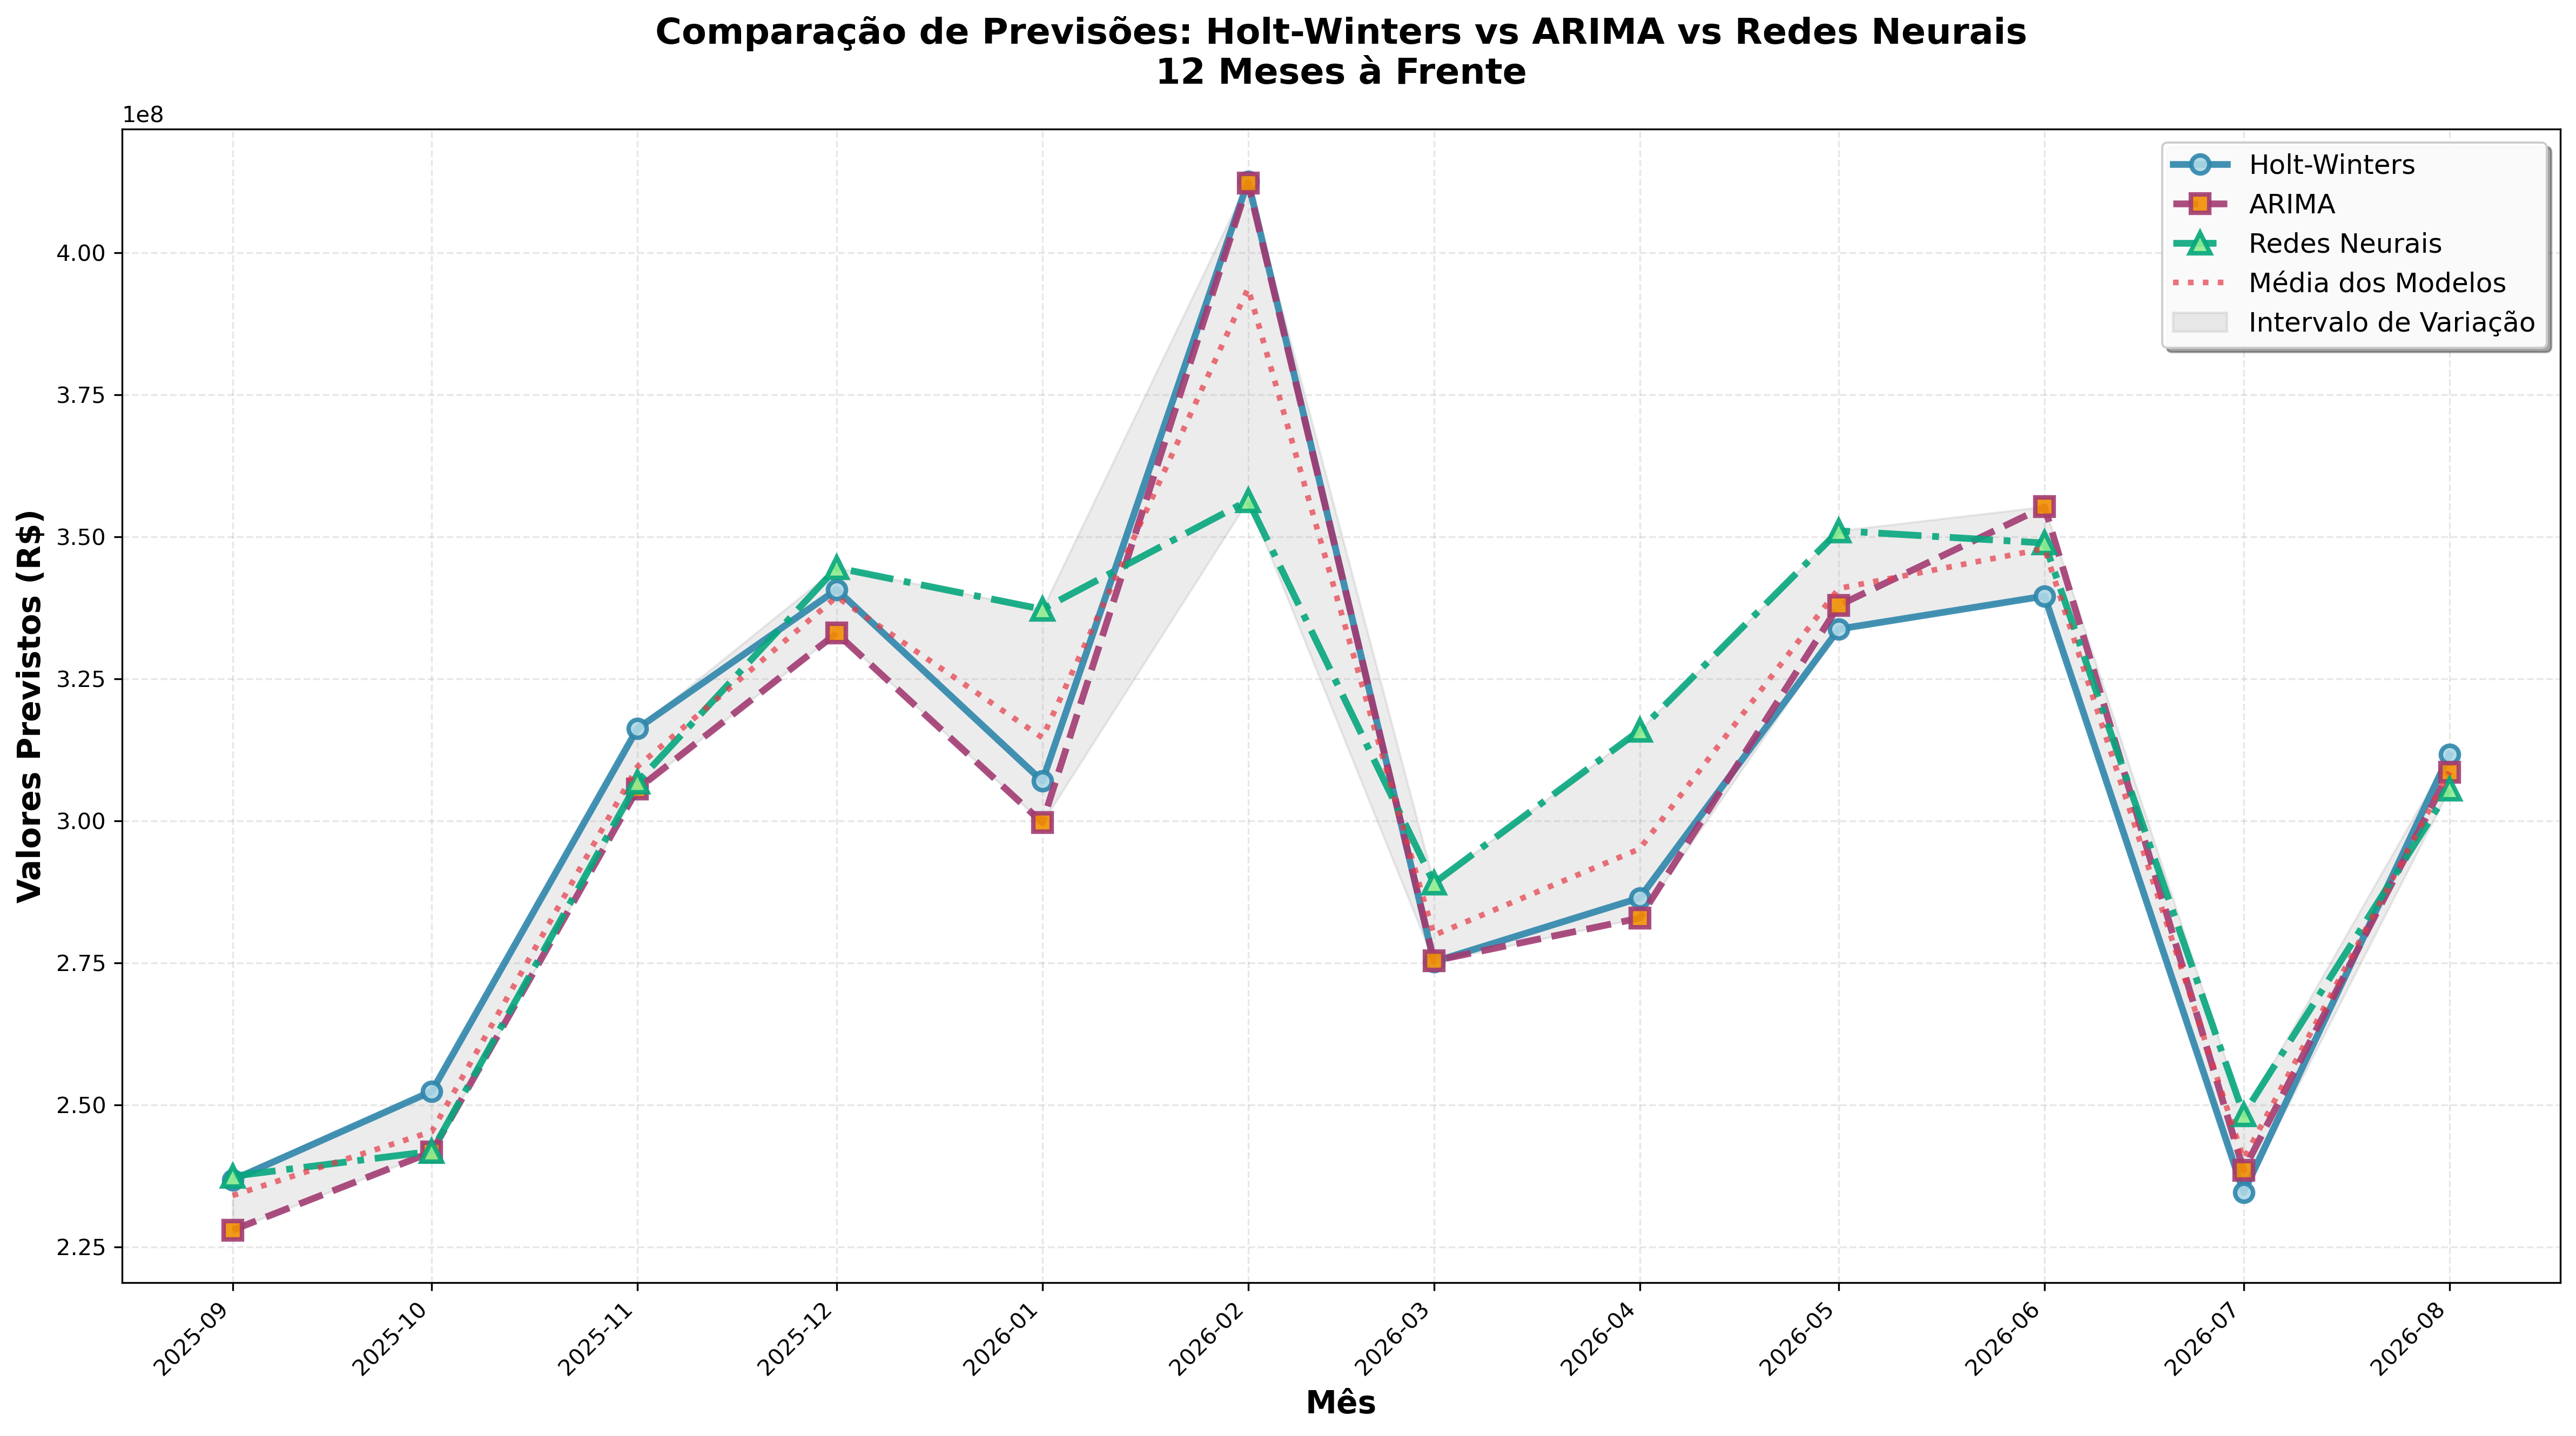 Comparação de Previsões: Holt-Winters vs ARIMA vs Redes Neurais
12 Meses à Frente
1e8
Holt-Winters
ARIMA
Redes Neurais
Média dos Modelos
Intervalo de Variação
Valores Previstos (R$)
4.00
3.75
3.50
3.25
3.00
2.75
2.50
2.25
2025-09
2025-10
2025-11
2025-12
2026-01
2026-02
2026-03
2026-04
2026-05
2026-06
2026-07
2026-08
Mês